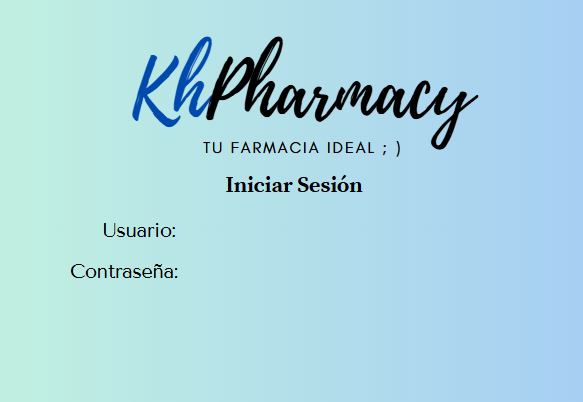 KhPharmacy
TU FARMACIA IDEAL ; )
Iniciar Sesión
Usuario:
Contraseña: